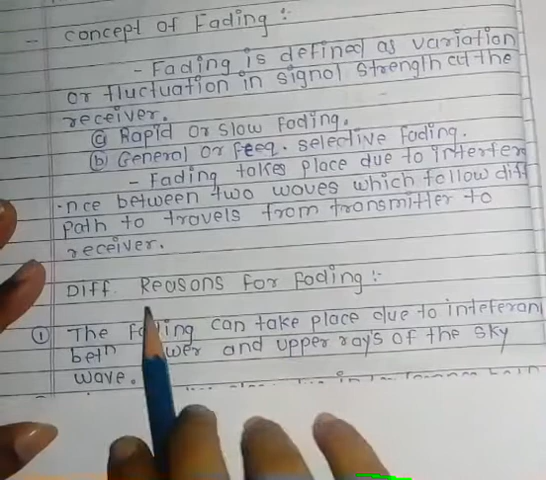 - concept of Fading :-
- Fading is defined as variation
or fluctuation in signal strength at the
receiver.
(a) Rapid or slow fading.
(b) General or freq. selective fading.
- Fading takes place due to interfere
-nce between two waves which follow diff
path to travels from transmitter to
receiver.
Diff. Reasons for fading :-
(1) The fading can take place due to inteferan
betn lower and upper rays of the sky
wave.